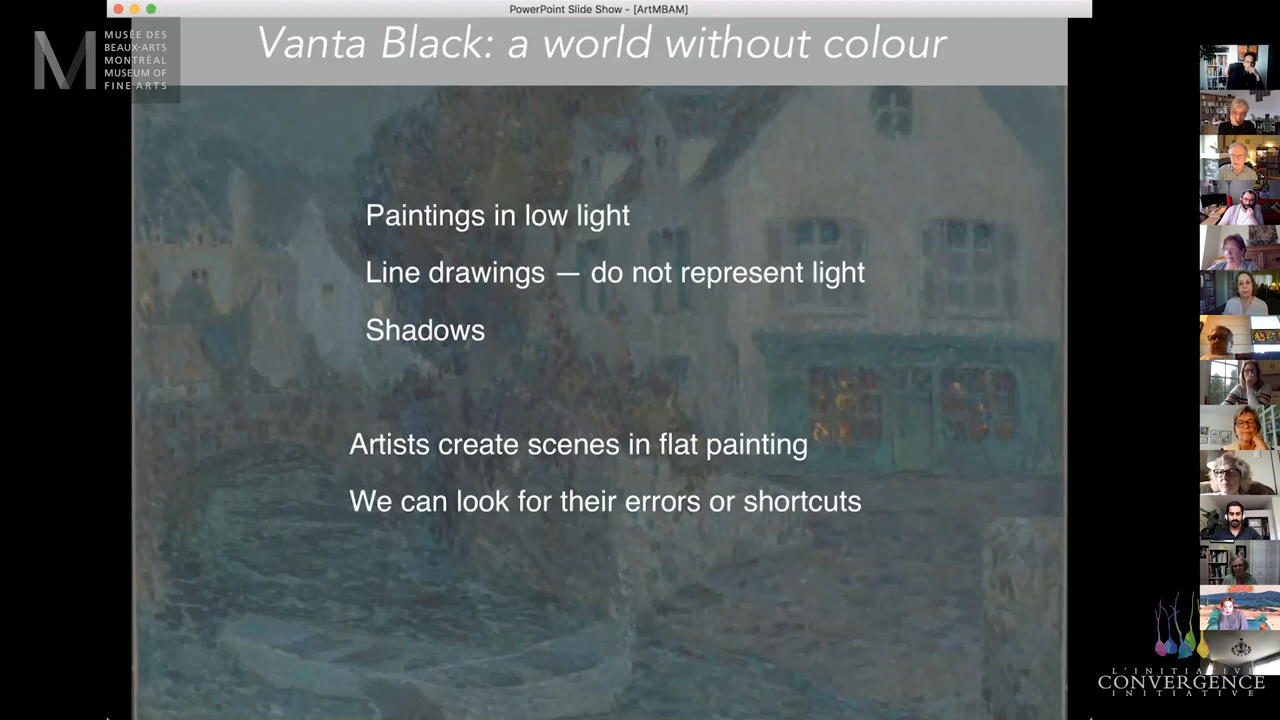 PowerPoint Slide Show - [ArtMBAM]
MUSÉE DES
BEAUX-ARTS
MONTRÉAL
MUSEUM OF
FINE ARTS
M
Vanta Black: a world without colour
Paintings in low light
Line drawings — do not represent light
Shadows
Artists create scenes in flat painting
We can look for their errors or shortcuts
L'INITIATIVE
CONVERGENCE
INITIATIVE